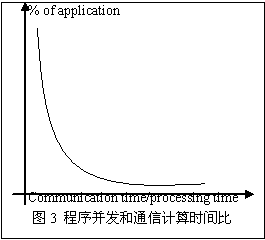 % of application
Communication time/processing time
图 3 程序并发和通信计算时间比